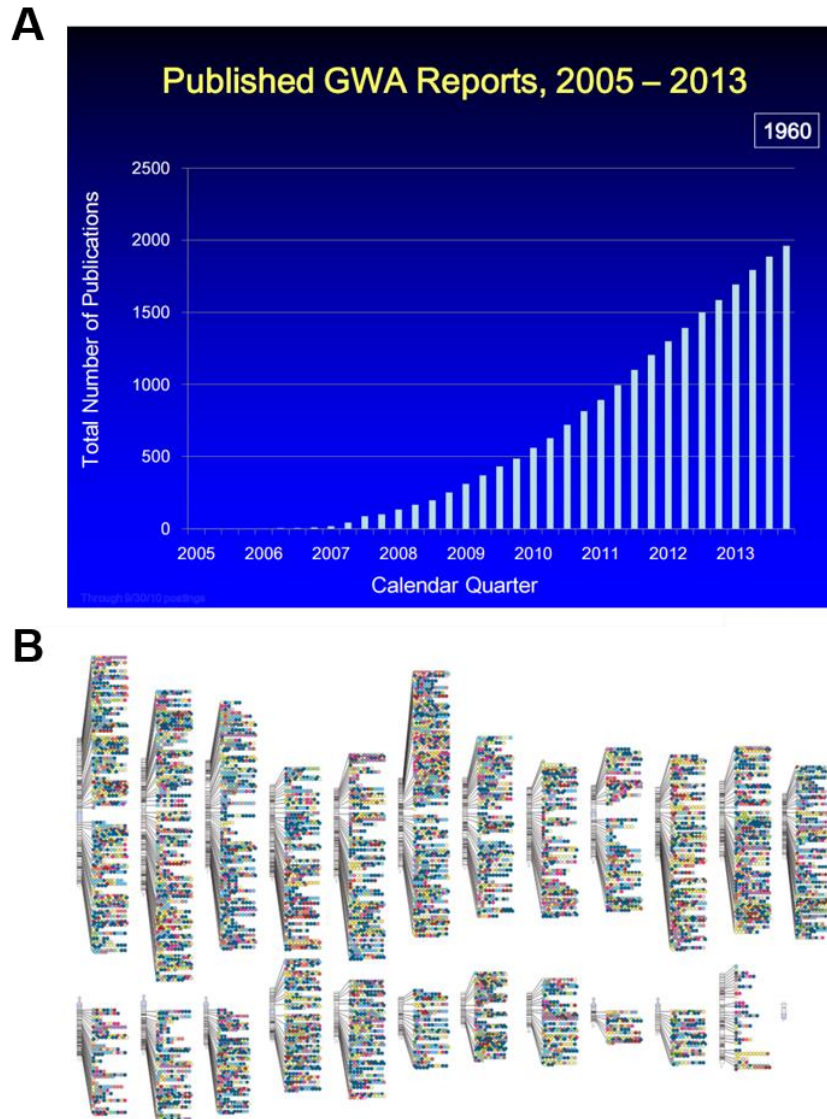 A
Published GWA Reports, 2005 – 2013
1960
Total Number of Publications
2500
2000
1500
1000
500
0
2005 2006 2007 2008 2009 2010 2011 2012 2013
Calendar Quarter
Through 9/30/10 postings
B